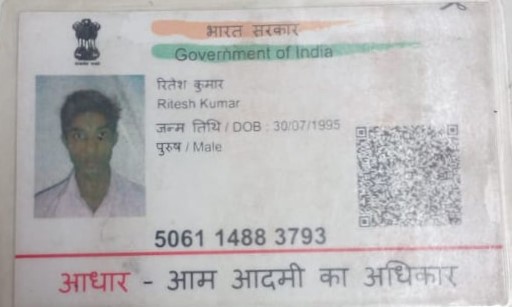 भारत सरकार
Government of India
रितेश कुमार
Ritesh Kumar
जन्म तिथि / DOB : 30/07/1995
पुरुष / Male
5061 1488 3793
आधार - आम आदमी का अधिकार